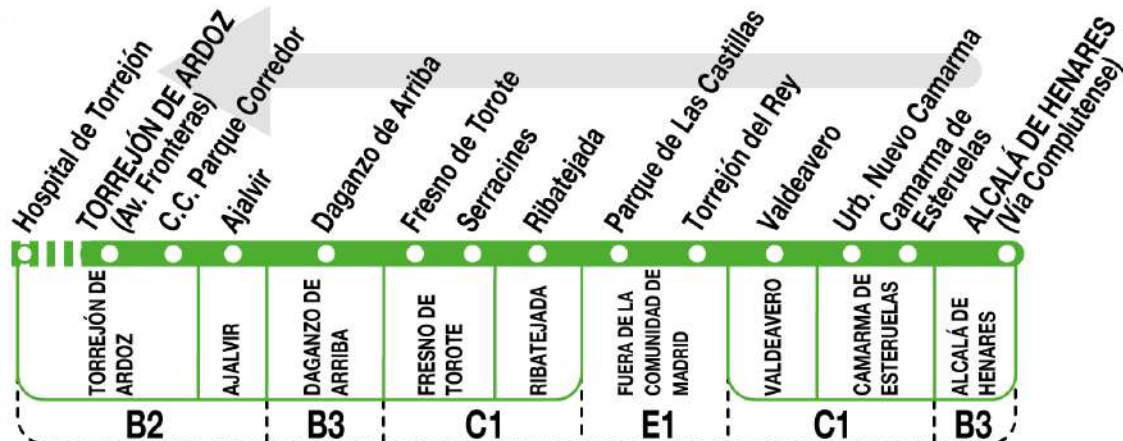 Hospital de Torrejón
TORREJÓN DE ARDOZ
(Av. Fronteras)
C.C. Parque Corredor
Ajalvir
Daganzo de Arriba
Fresno de Torote
Serracines
Ribatejada
Parque de Las Castillas
Torrejón del Rey
Valdeavero
Urb. Nuevo Camarma
Camarma de
Esteruelas
ALCALÁ DE HENARES
(Vía Complutense)
TORREJÓN DE
ARDOZ
AJALVIR
DAGANZO DE
ARRIBA
FRESNO DE
TOROTE
RIBATEJADA
FUERA DE LA
COMUNIDAD DE
MADRID
VALDEAVERO
CAMARMA DE
ESTERUELAS
ALCALÁ DE
HENARES
B2
B3
C1
E1
C1
B3